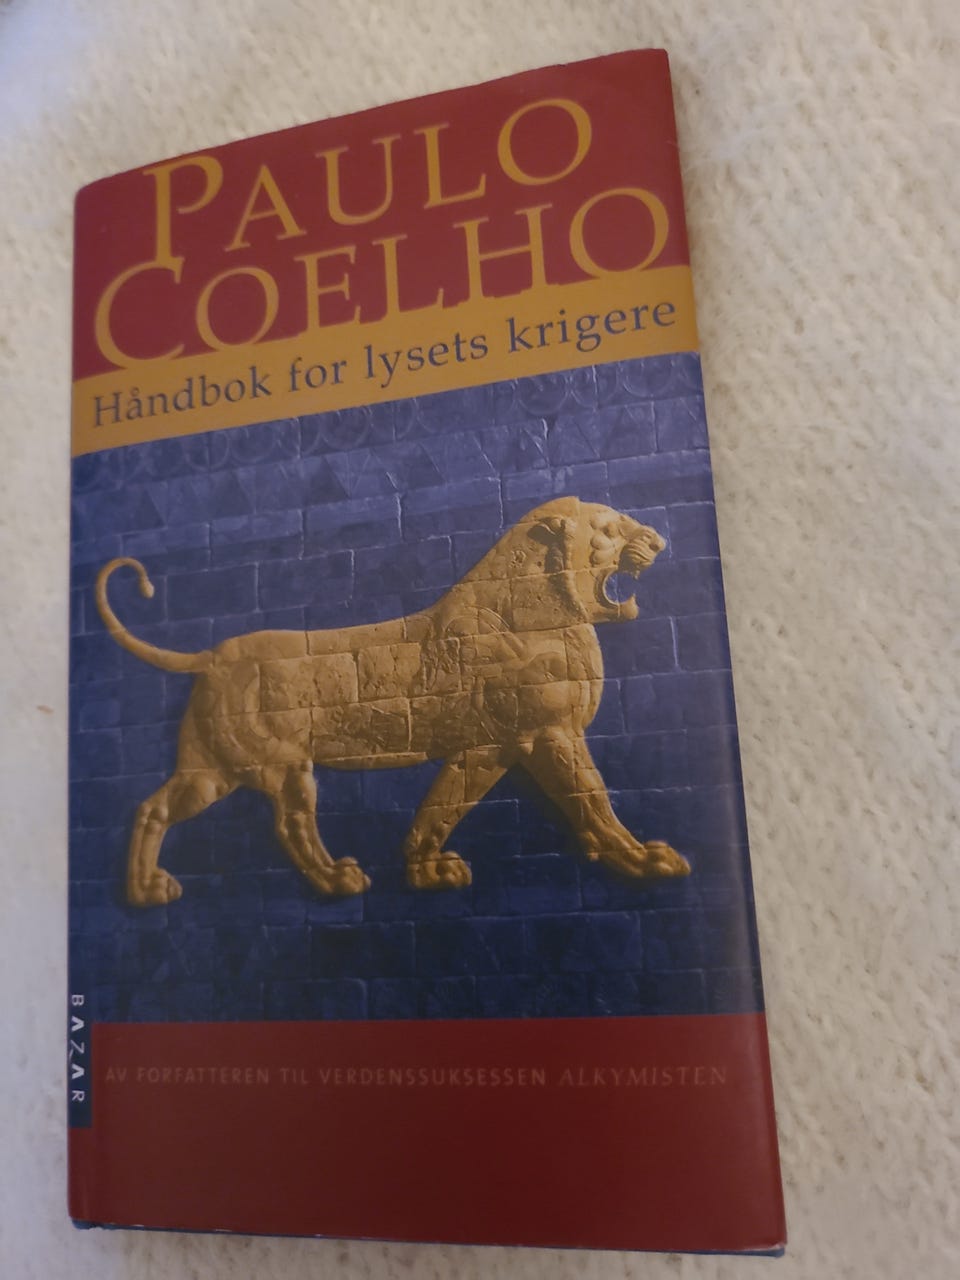 PAULO
COELHO
Håndbok for lysets krigere
BAZAR
AV FORFATTEREN TIL VERDENSSUKSESSEN ALKYMISTEN